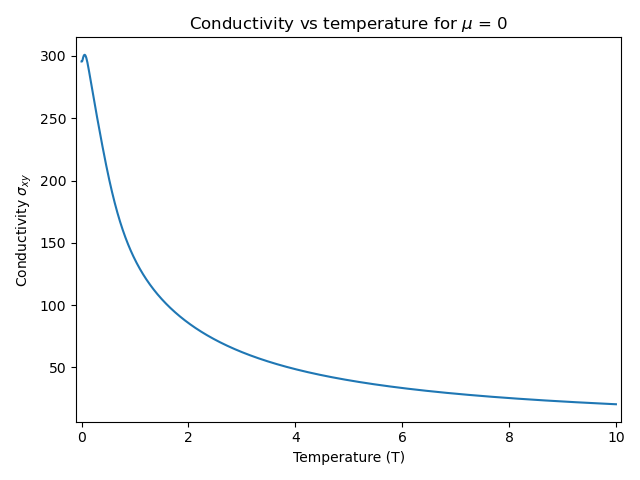 Conductivity vs temperature for μ = 0
Conductivity σxy
300
250
200
150
100
50
0 2 4 6 8 10
Temperature (T)